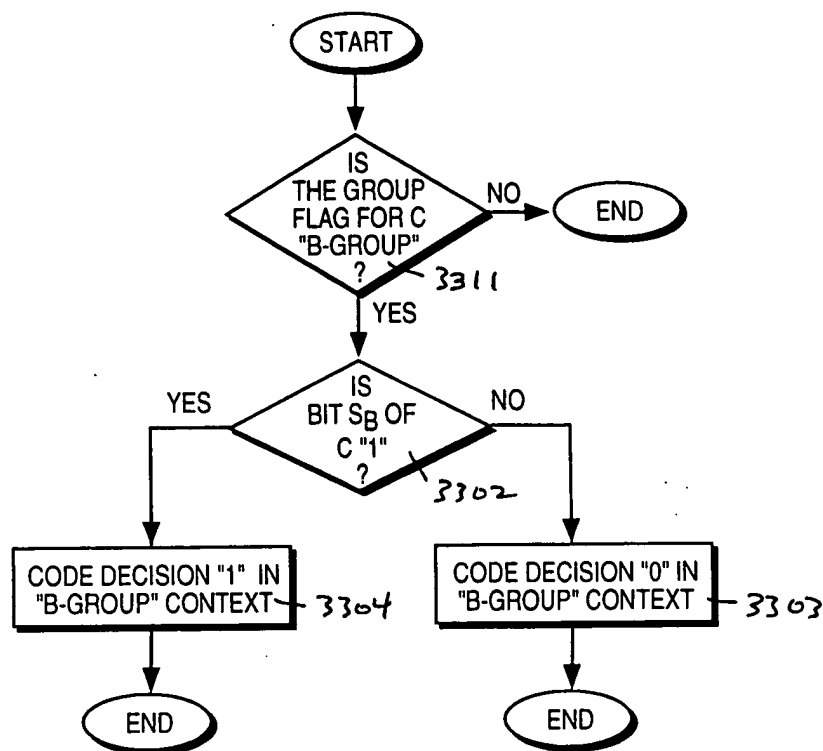 START
IS
THE GROUP
FLAG FOR C
"B-GROUP"
?
3311
NO
END
YES
IS
BIT SB OF
C "1"
?
3302
YES
NO
CODE DECISION "1" IN
"B-GROUP" CONTEXT
3304
CODE DECISION "0" IN
"B-GROUP" CONTEXT
3303
END
END